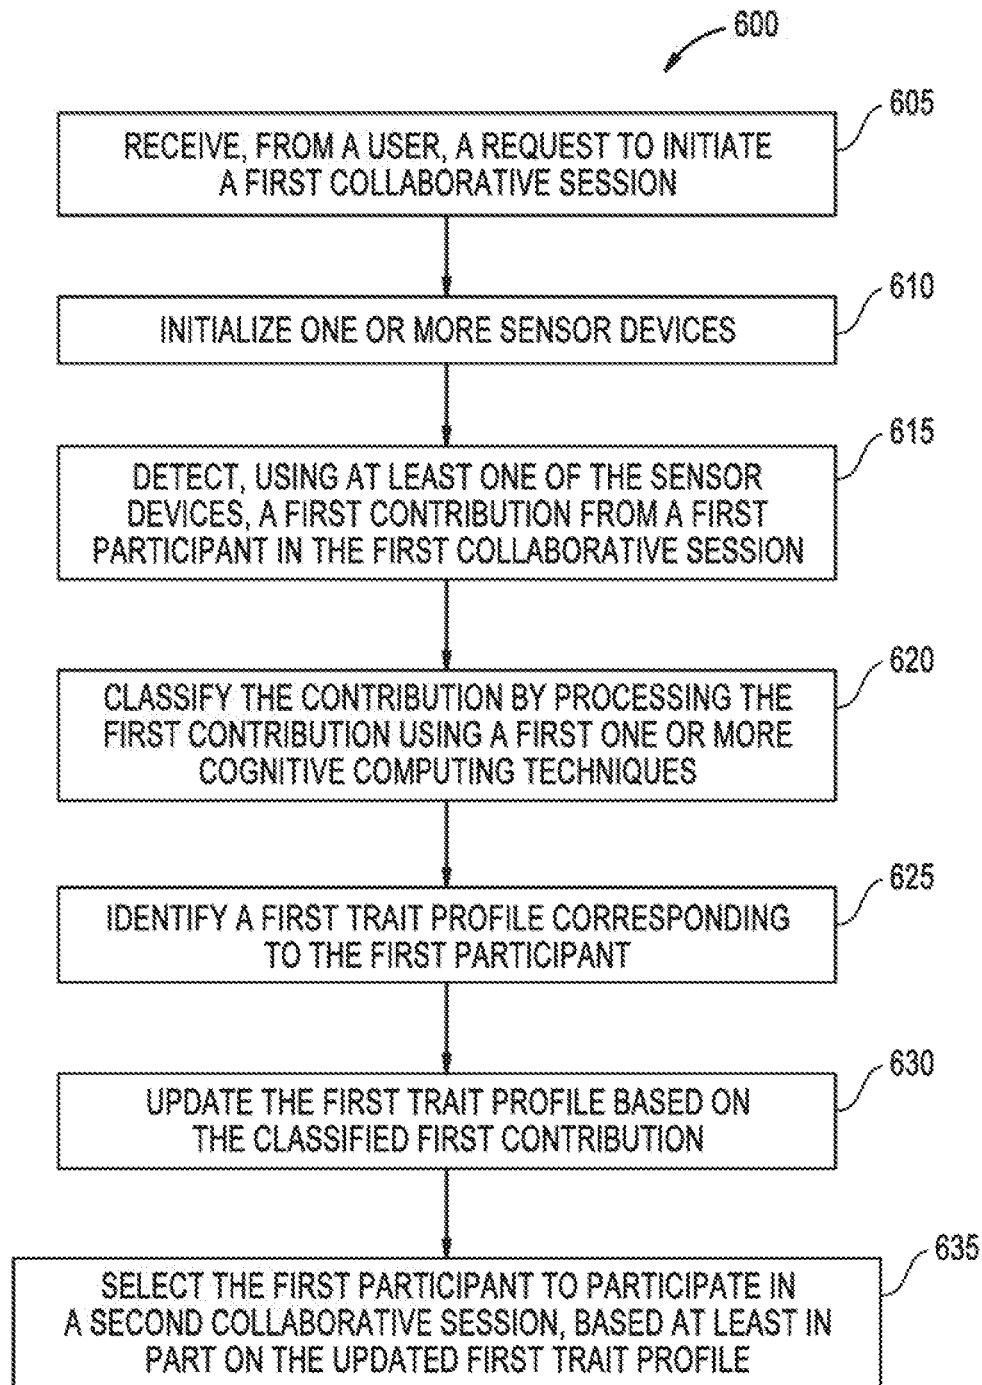 600
605
RECEIVE, FROM A USER, A REQUEST TO INITIATE
A FIRST COLLABORATIVE SESSION
610
INITIALIZE ONE OR MORE SENSOR DEVICES
615
DETECT, USING AT LEAST ONE OF THE SENSOR
DEVICES, A FIRST CONTRIBUTION FROM A FIRST
PARTICIPANT IN THE FIRST COLLABORATIVE SESSION
620
CLASSIFY THE CONTRIBUTION BY PROCESSING THE
FIRST CONTRIBUTION USING A FIRST ONE OR MORE
COGNITIVE COMPUTING TECHNIQUES
625
IDENTIFY A FIRST TRAIT PROFILE CORRESPONDING
TO THE FIRST PARTICIPANT
630
UPDATE THE FIRST TRAIT PROFILE BASED ON
THE CLASSIFIED FIRST CONTRIBUTION
635
SELECT THE FIRST PARTICIPANT TO PARTICIPATE IN
A SECOND COLLABORATIVE SESSION, BASED AT LEAST IN
PART ON THE UPDATED FIRST TRAIT PROFILE